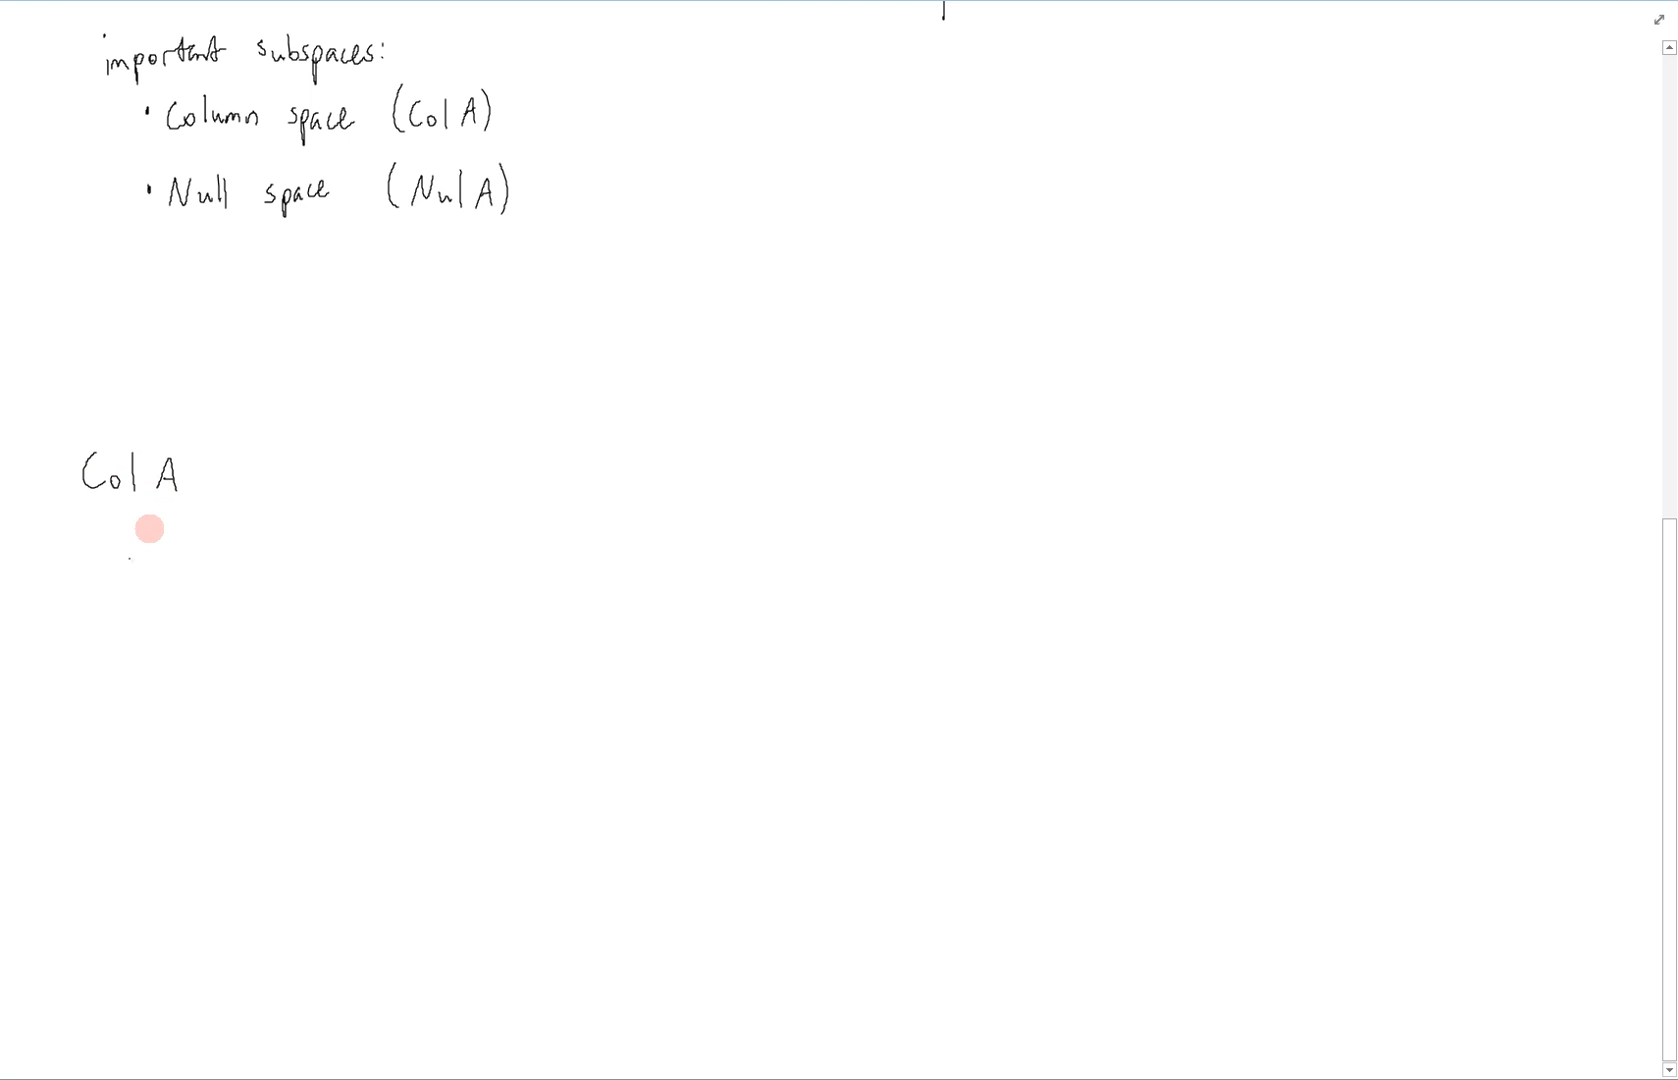 important subspaces:
• Column space (Col A)
• Null space (Nul A)
Col A